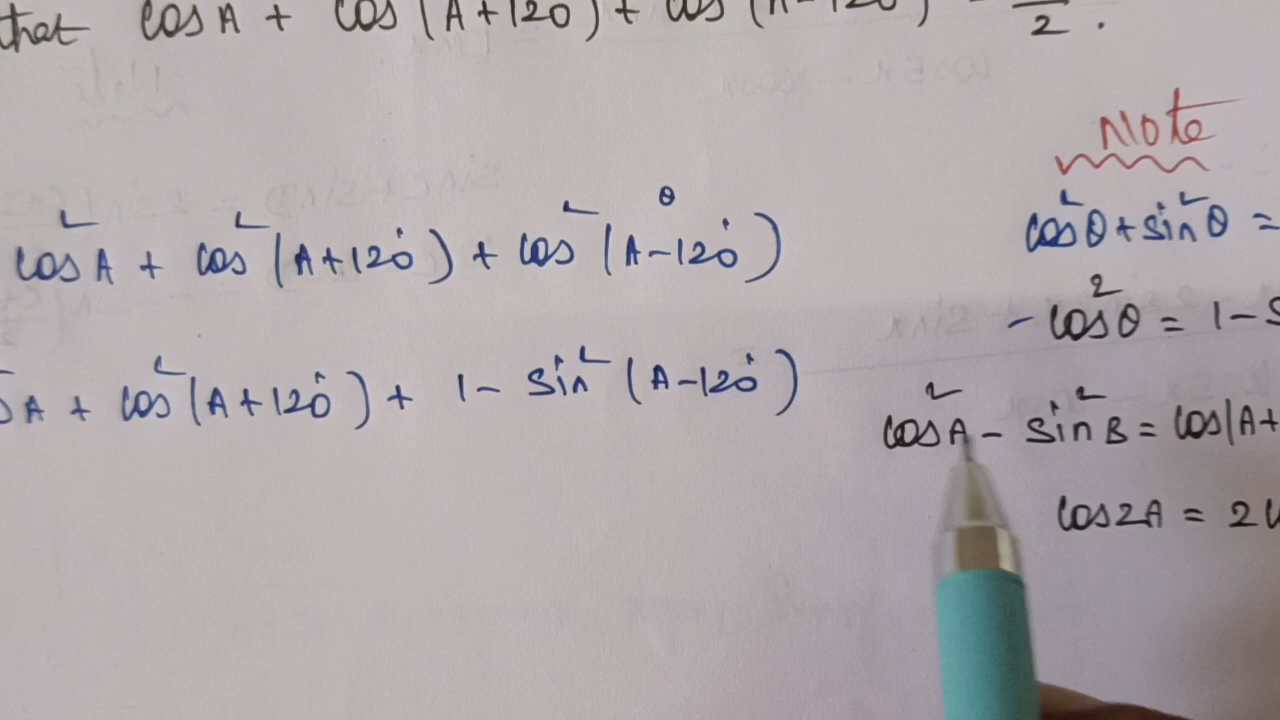 that cos A + cos (A+120) + cos (A-120) - /2 .
Note
cos²A + cos²(A+120°) + cos²(A-120°)
θ
cos²θ + sin²θ =
- cos²θ = 1 - S
A + cos²(A+120°) + 1 - sin²(A-120°)
cos²A - sin²B = cos(A+
cos2A = 2